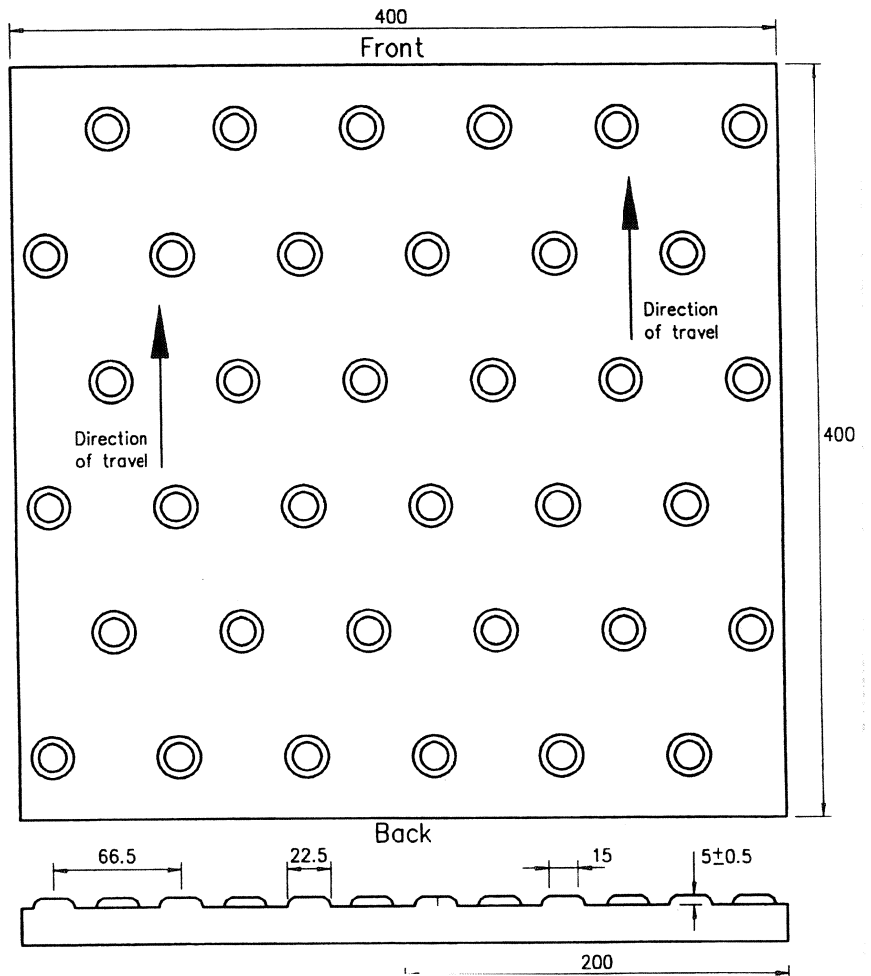 400
Front
Direction
of travel
400
Direction
of travel
Back
66.5
22.5
15
5±0.5
200